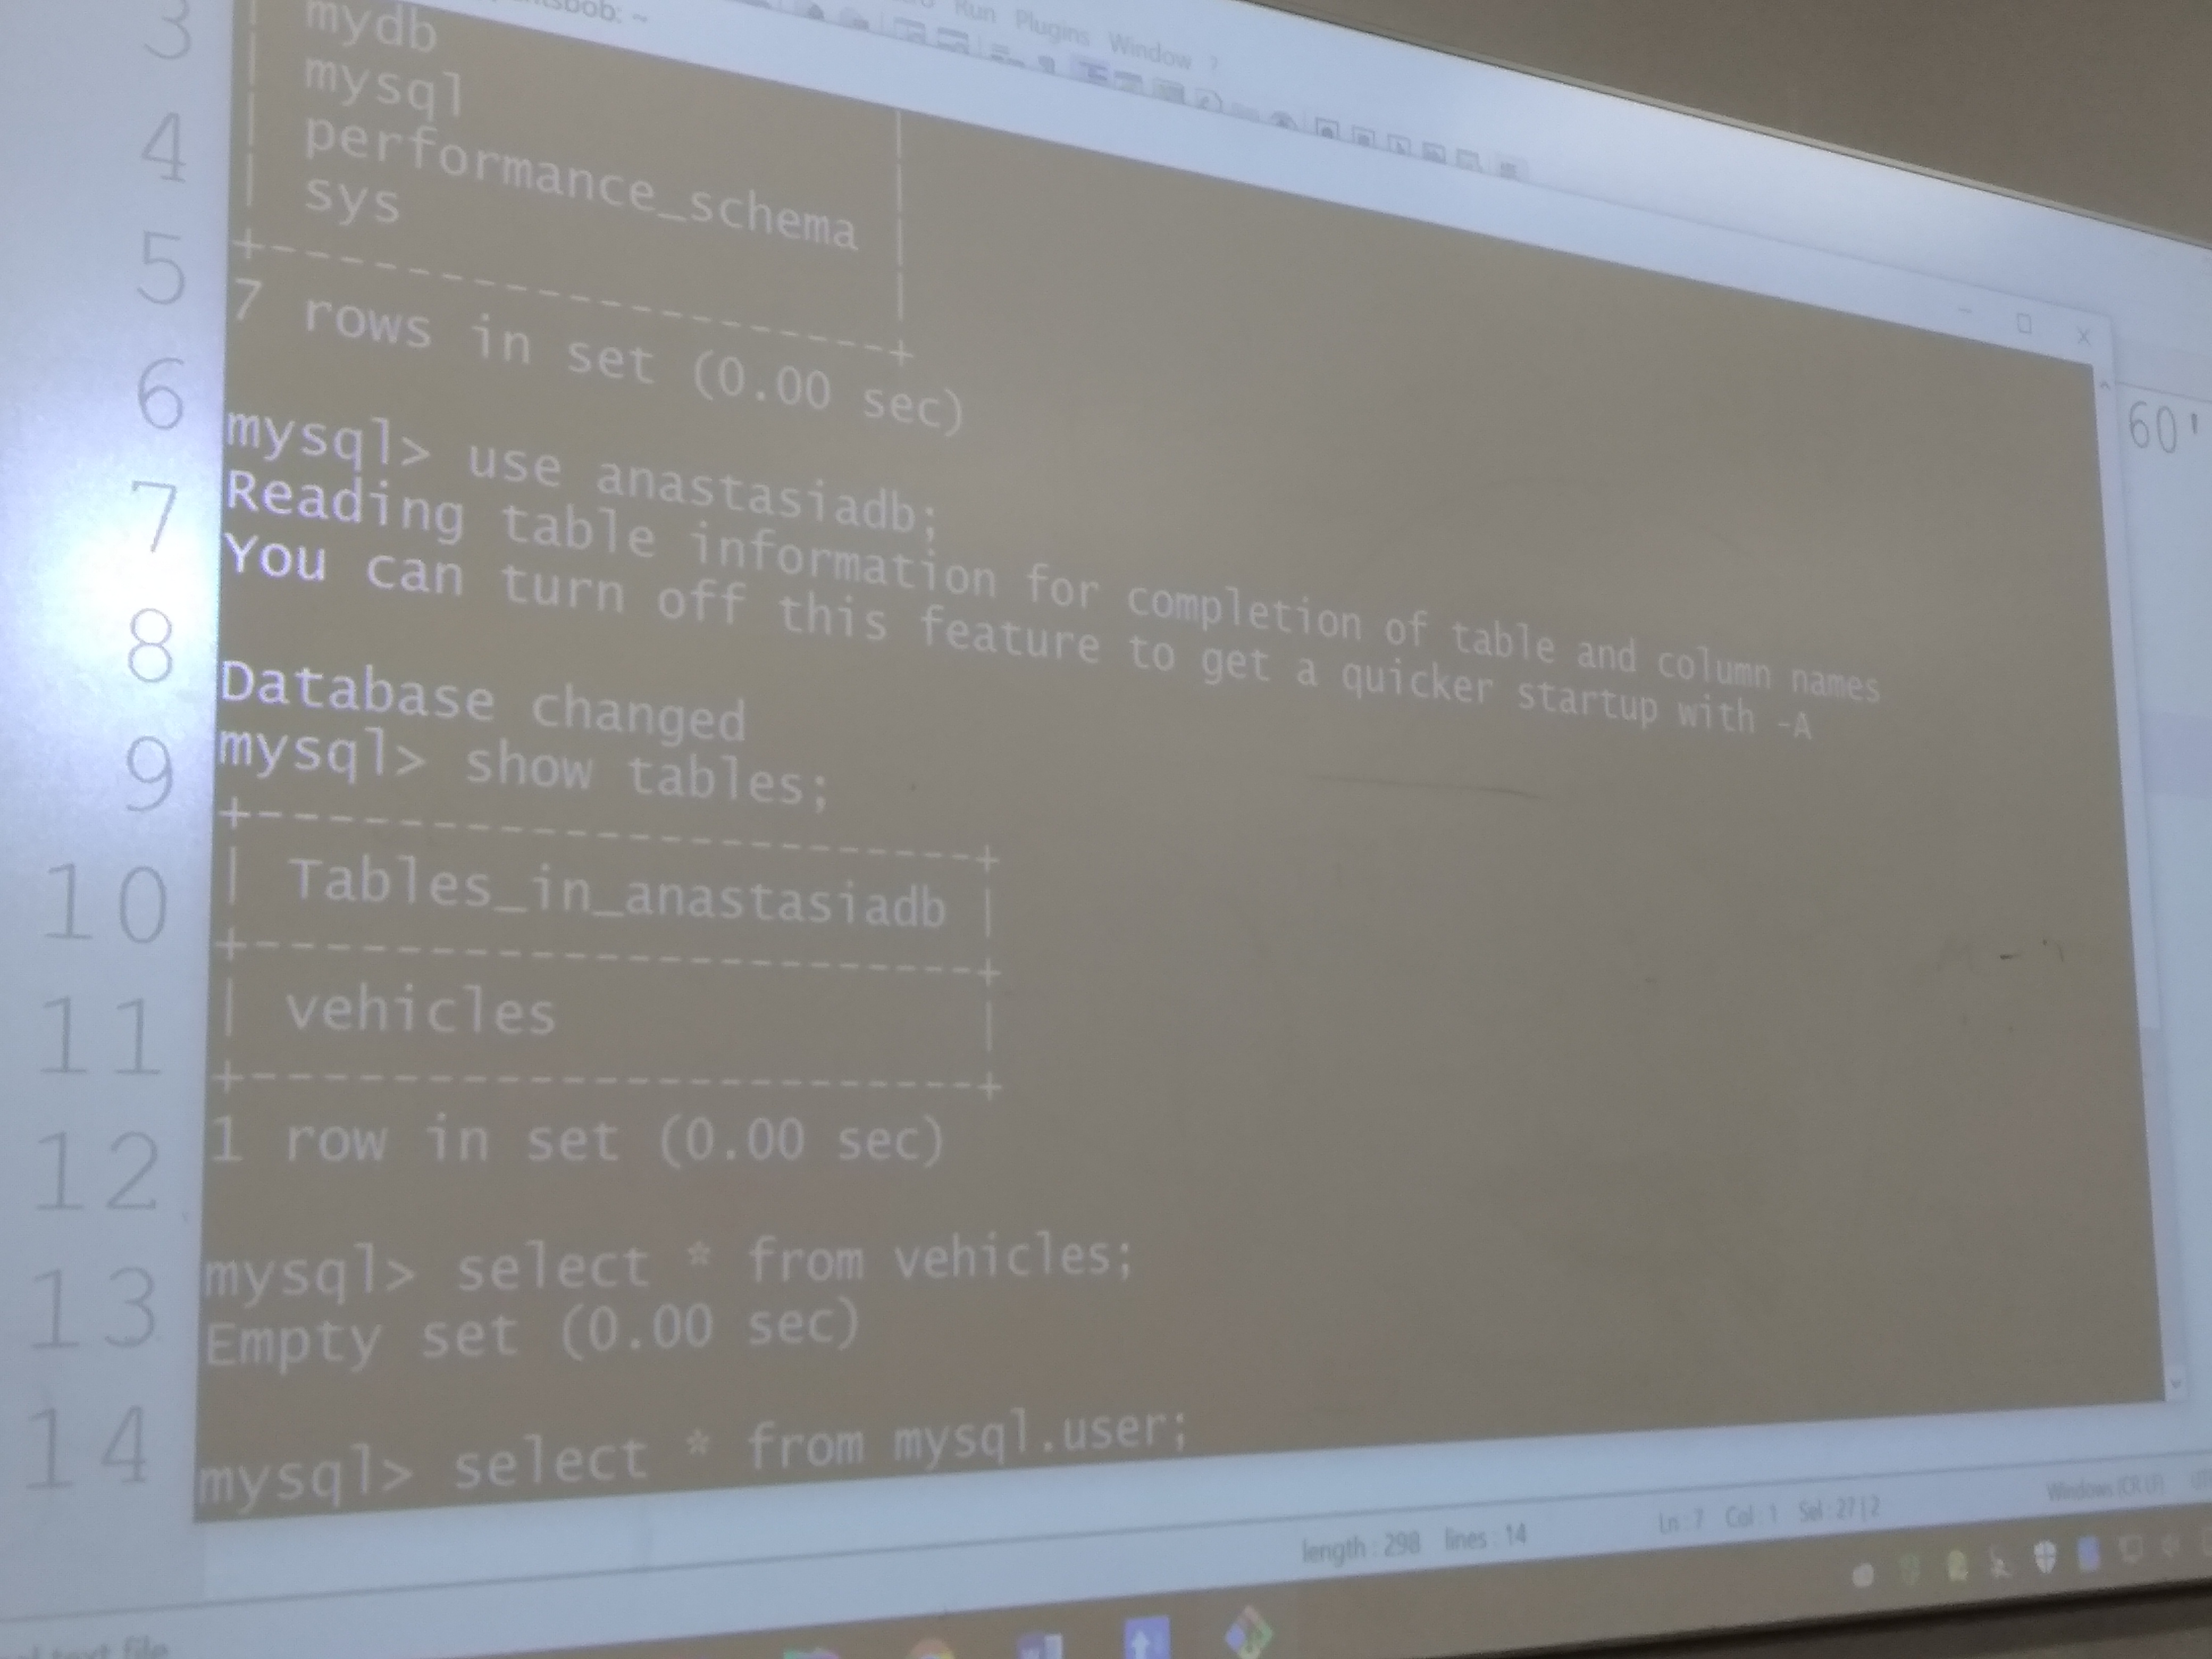 Run Plugins Window ?
3
| mydb
| mysql |
4
| performance_schema |
| sys |
5
+--------------------+
7 rows in set (0.00 sec)
6
mysql> use anastasiadb;
Reading table information for completion of table and column names
7
You can turn off this feature to get a quicker startup with -A
8
Database changed
mysql> show tables;
9
+-----------------------+
| Tables_in_anastasiadb |
10
+-----------------------+
| vehicles |
11
+-----------------------+
1 row in set (0.00 sec)
12
mysql> select * from vehicles;
13
Empty set (0.00 sec)
14
mysql> select * from mysql.user;
60'
length : 298 lines : 14 Ln : 7 Col : 1 Sel : 27 | 2 Windows (CR LF)
text file